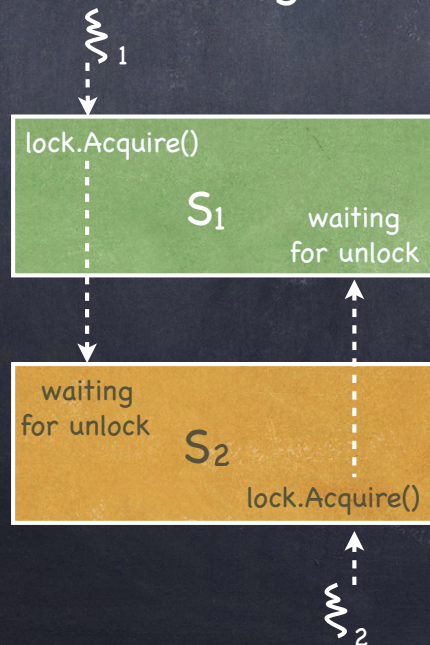 1
lock.Acquire()
S1
waiting
for unlock
waiting
for unlock
S2
lock.Acquire()
2